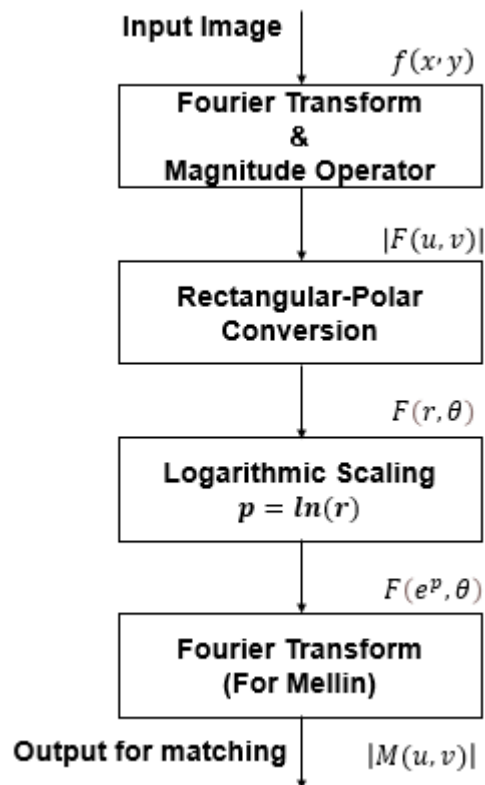 Input Image
f(x, y)
Fourier Transform
&
Magnitude Operator
|F(u, v)|
Rectangular-Polar
Conversion
F(r, θ)
Logarithmic Scaling
p = ln(r)
F(eᵖ, θ)
Fourier Transform
(For Mellin)
Output for matching
|M(u, v)|